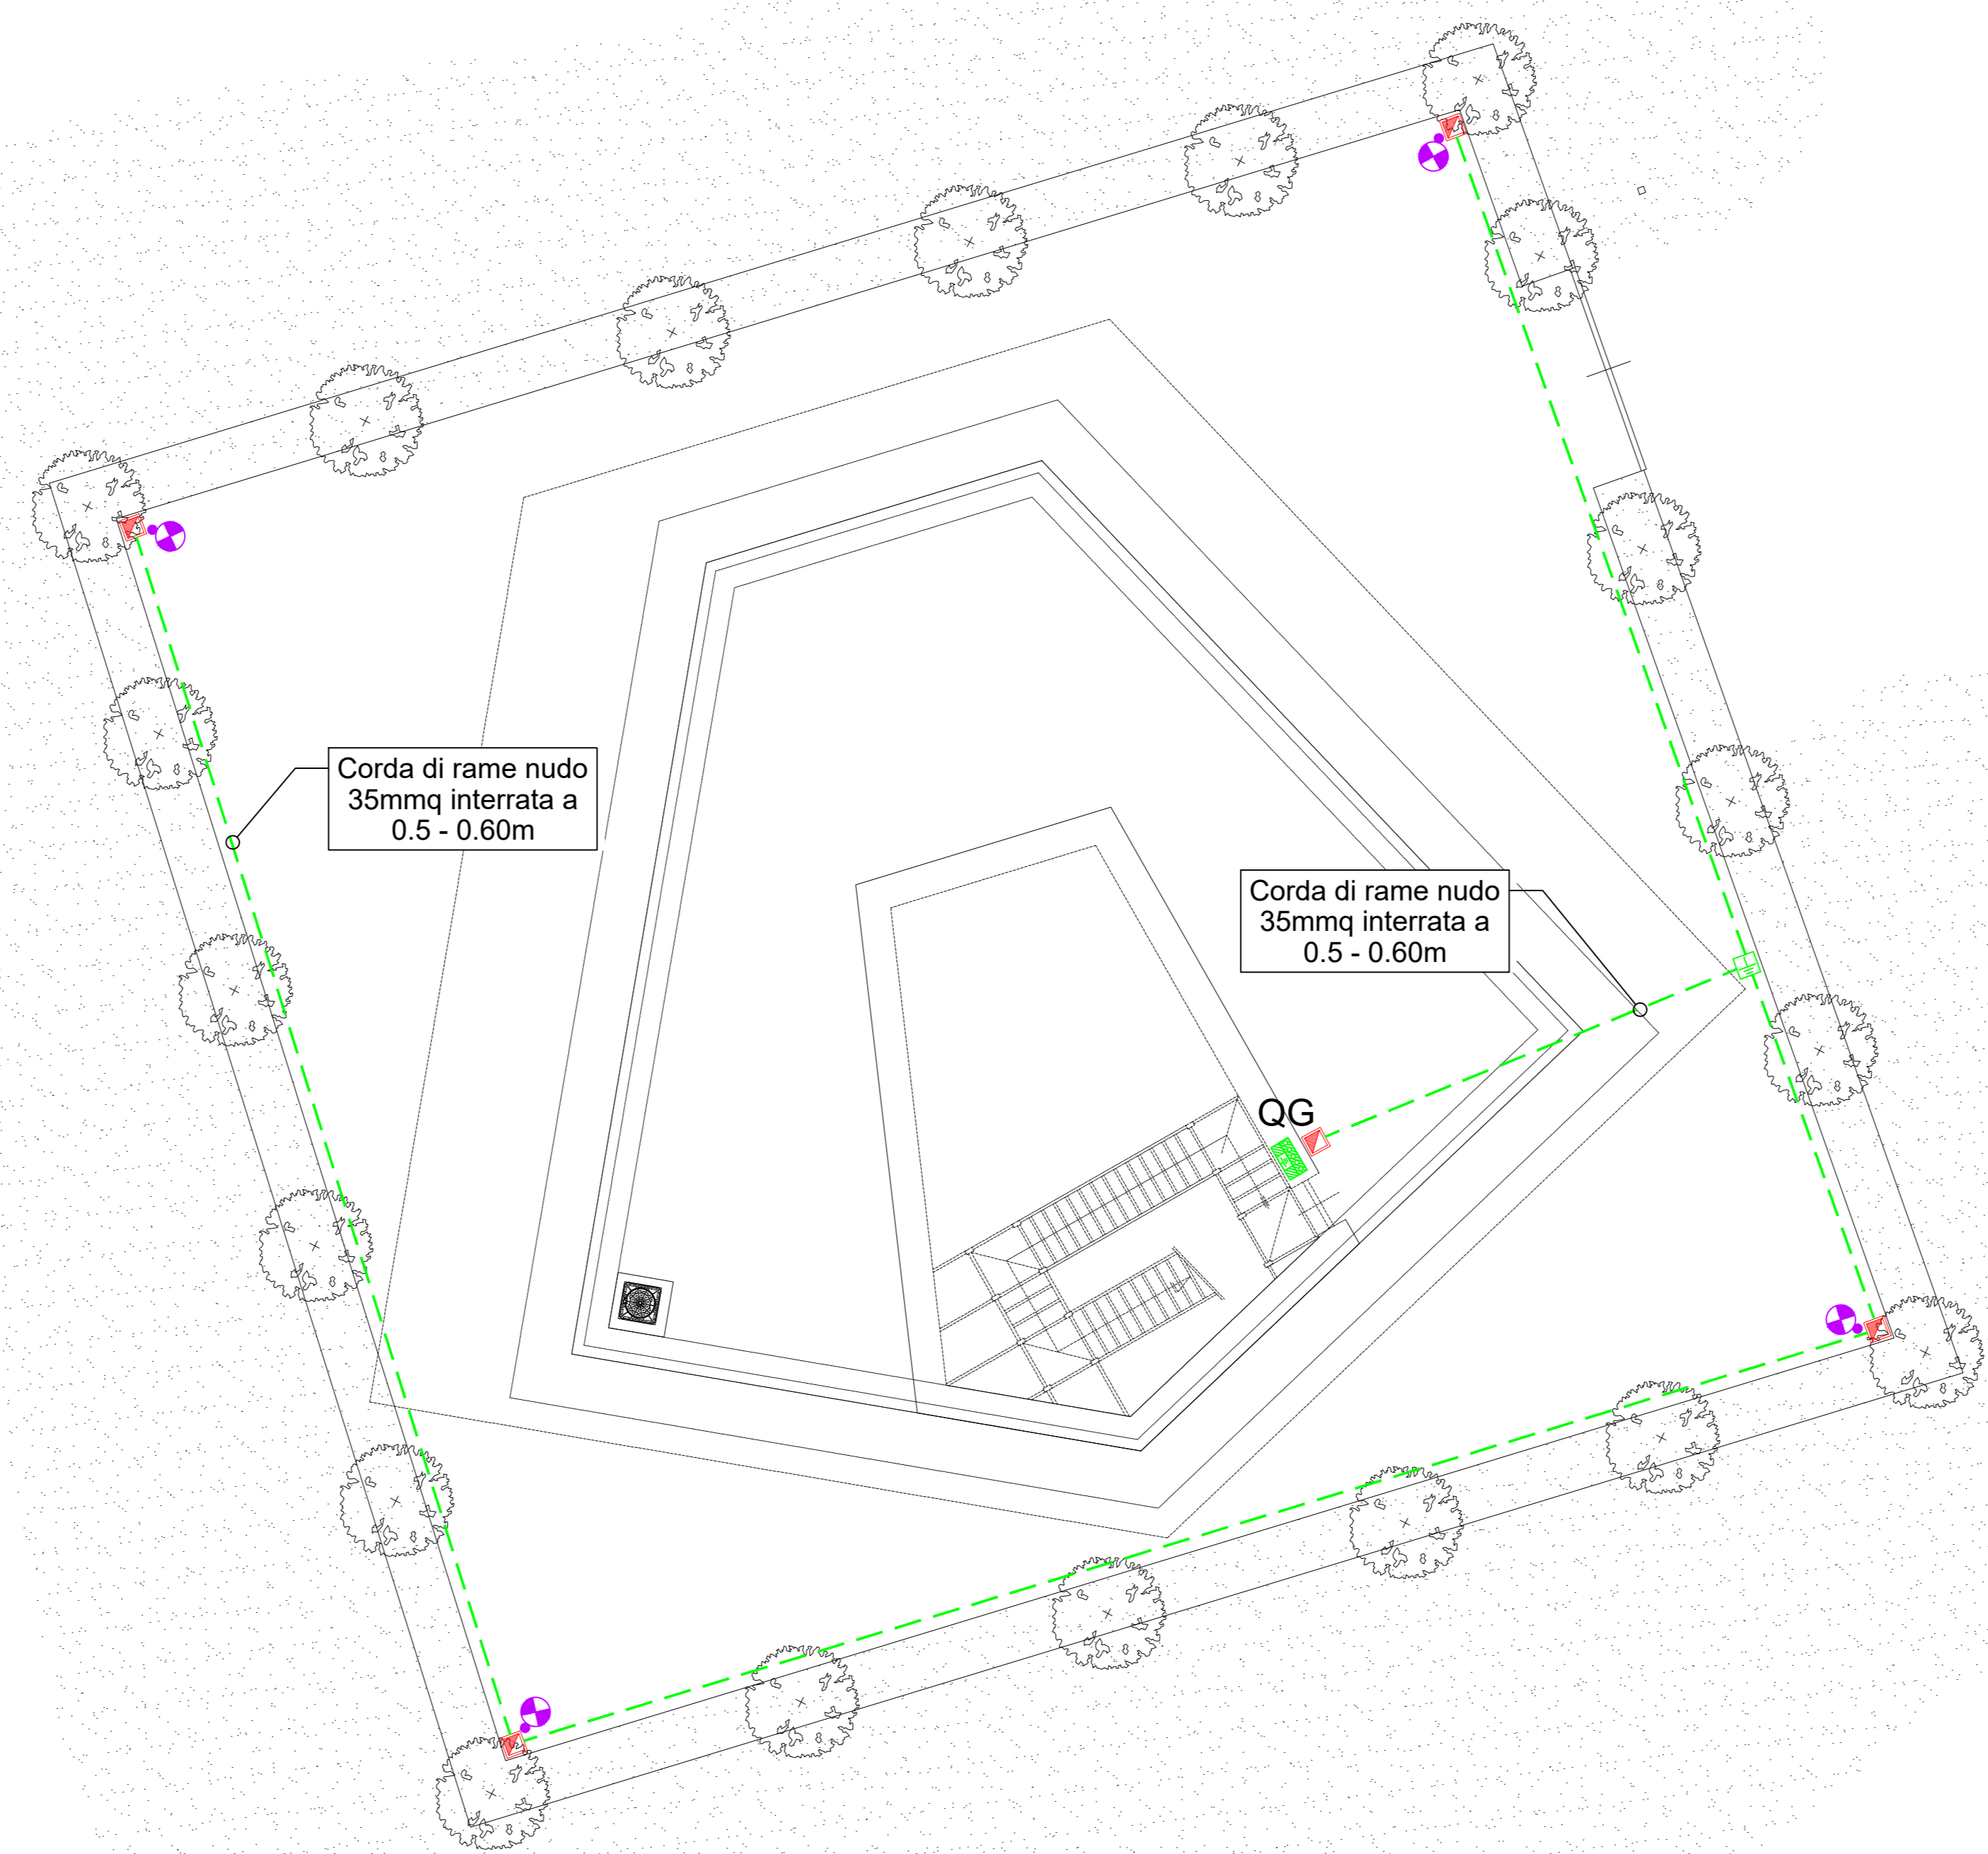 Corda di rame nudo
35mmq interrata a
0.5 - 0.60m
Corda di rame nudo
35mmq interrata a
0.5 - 0.60m
QG